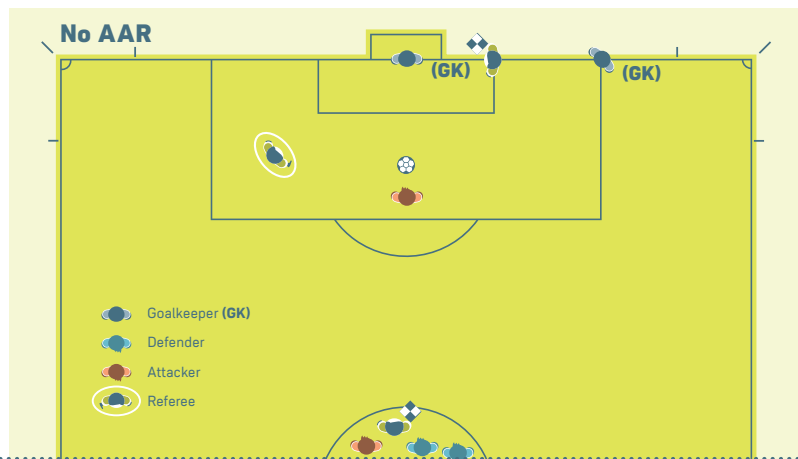 No AAR
(GK)
(GK)
Goalkeeper (GK)
Defender
Attacker
Referee